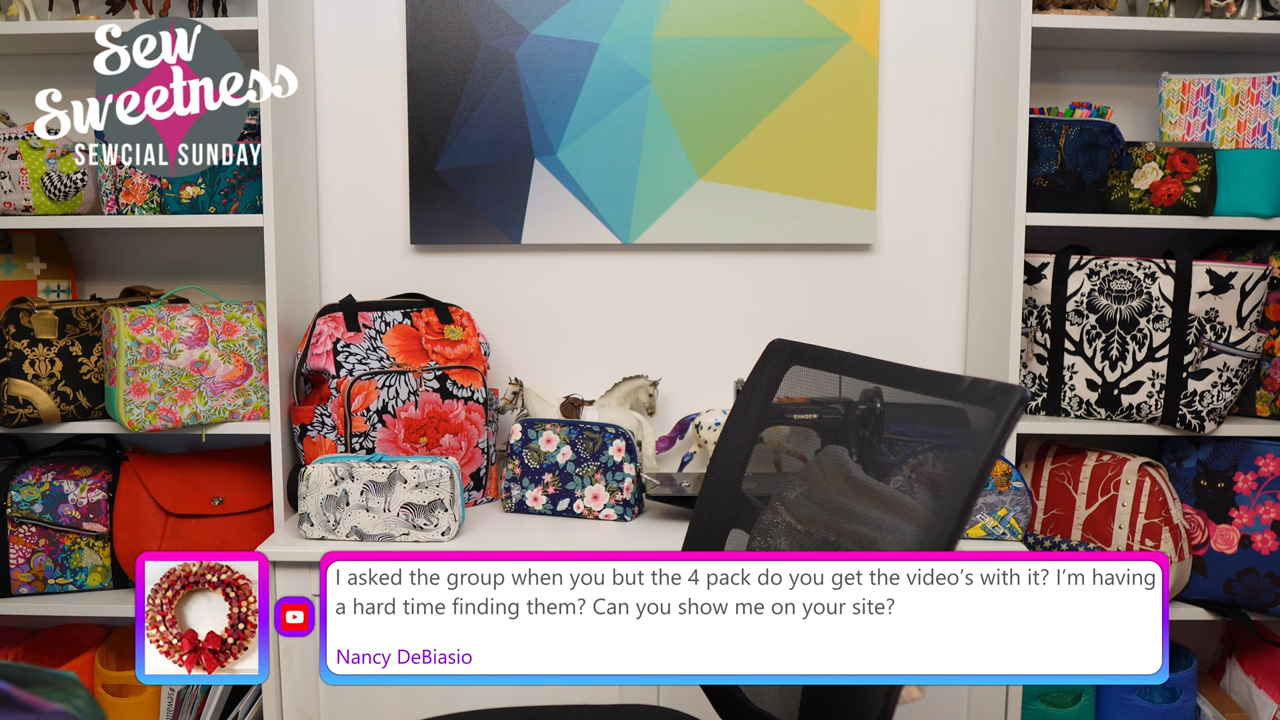 Sew
Sweetness
SEWCIAL SUNDAY
SINGER
I asked the group when you but the 4 pack do you get the video's with it? I'm having
a hard time finding them? Can you show me on your site?
Nancy DeBiasio